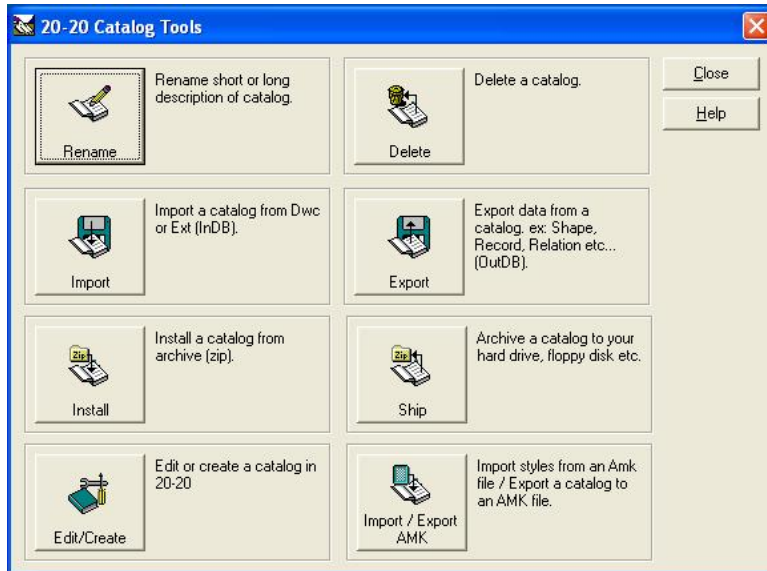 20-20 Catalog Tools
Rename short or long
description of catalog.
Rename
Delete a catalog.
Delete
Close
Help
Import a catalog from Dwc
or Ext (InDB).
Import
Export data from a
catalog. ex: Shape,
Record, Relation etc...
(OutDB).
Export
Install a catalog from
archive (zip).
Zip
Install
Archive a catalog to your
hard drive, floppy disk etc.
Zip
Ship
Edit or create a catalog in
20-20
Edit/Create
Import styles from an Amk
file / Export a catalog to
an AMK file.
Import / Export
AMK